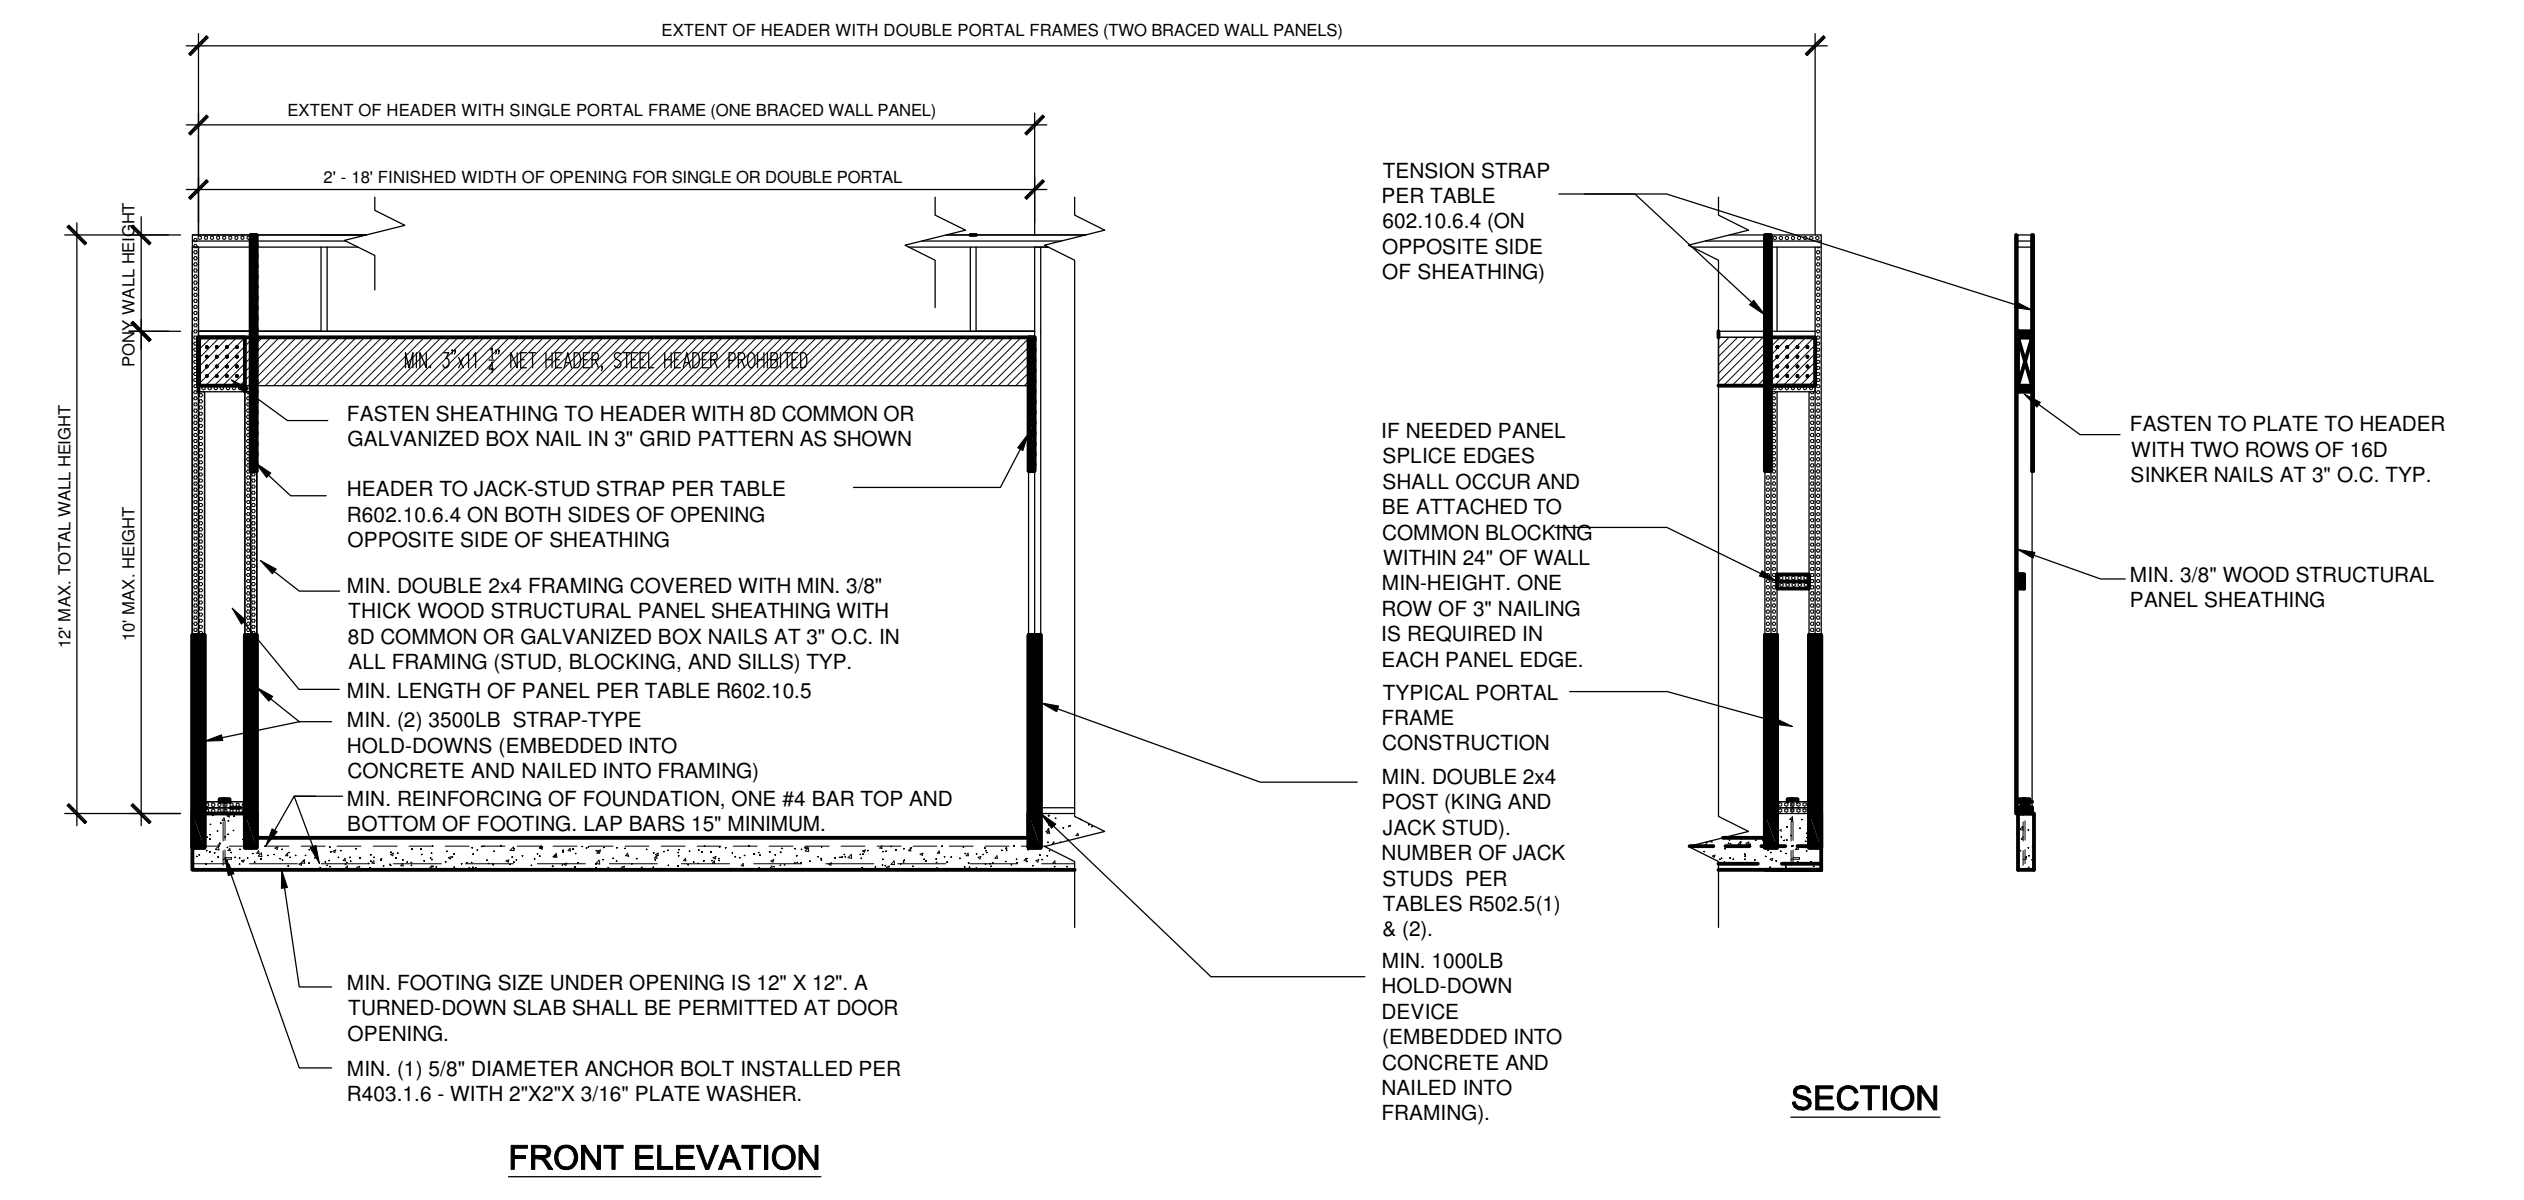 EXTENT OF HEADER WITH DOUBLE PORTAL FRAMES (TWO BRACED WALL PANELS)
EXTENT OF HEADER WITH SINGLE PORTAL FRAME (ONE BRACED WALL PANEL)
2' - 18' FINISHED WIDTH OF OPENING FOR SINGLE OR DOUBLE PORTAL
PONY WALL HEIGHT
12' MAX. TOTAL WALL HEIGHT
10' MAX. HEIGHT
MIN. 3"x11 1/4" NET HEADER, STEEL HEADER PROHIBITED
FASTEN SHEATHING TO HEADER WITH 8D COMMON OR
GALVANIZED BOX NAIL IN 3" GRID PATTERN AS SHOWN
HEADER TO JACK-STUD STRAP PER TABLE
R602.10.6.4 ON BOTH SIDES OF OPENING
OPPOSITE SIDE OF SHEATHING
MIN. DOUBLE 2x4 FRAMING COVERED WITH MIN. 3/8"
THICK WOOD STRUCTURAL PANEL SHEATHING WITH
8D COMMON OR GALVANIZED BOX NAILS AT 3" O.C. IN
ALL FRAMING (STUD, BLOCKING, AND SILLS) TYP.
MIN. LENGTH OF PANEL PER TABLE R602.10.5
MIN. (2) 3500LB STRAP-TYPE
HOLD-DOWNS (EMBEDDED INTO
CONCRETE AND NAILED INTO FRAMING)
MIN. REINFORCING OF FOUNDATION, ONE #4 BAR TOP AND
BOTTOM OF FOOTING. LAP BARS 15" MINIMUM.
MIN. FOOTING SIZE UNDER OPENING IS 12" X 12". A
TURNED-DOWN SLAB SHALL BE PERMITTED AT DOOR
OPENING.
MIN. (1) 5/8" DIAMETER ANCHOR BOLT INSTALLED PER
R403.1.6 - WITH 2"X2"X 3/16" PLATE WASHER.
FRONT ELEVATION
TENSION STRAP
PER TABLE
602.10.6.4 (ON
OPPOSITE SIDE
OF SHEATHING)
IF NEEDED PANEL
SPLICE EDGES
SHALL OCCUR AND
BE ATTACHED TO
COMMON BLOCKING
WITHIN 24" OF WALL
MIN-HEIGHT. ONE
ROW OF 3" NAILING
IS REQUIRED IN
EACH PANEL EDGE.
TYPICAL PORTAL
FRAME
CONSTRUCTION
MIN. DOUBLE 2x4
POST (KING AND
JACK STUD).
NUMBER OF JACK
STUDS PER
TABLES R502.5(1)
& (2).
MIN. 1000LB
HOLD-DOWN
DEVICE
(EMBEDDED INTO
CONCRETE AND
NAILED INTO
FRAMING).
FASTEN TO PLATE TO HEADER
WITH TWO ROWS OF 16D
SINKER NAILS AT 3" O.C. TYP.
MIN. 3/8" WOOD STRUCTURAL
PANEL SHEATHING
SECTION